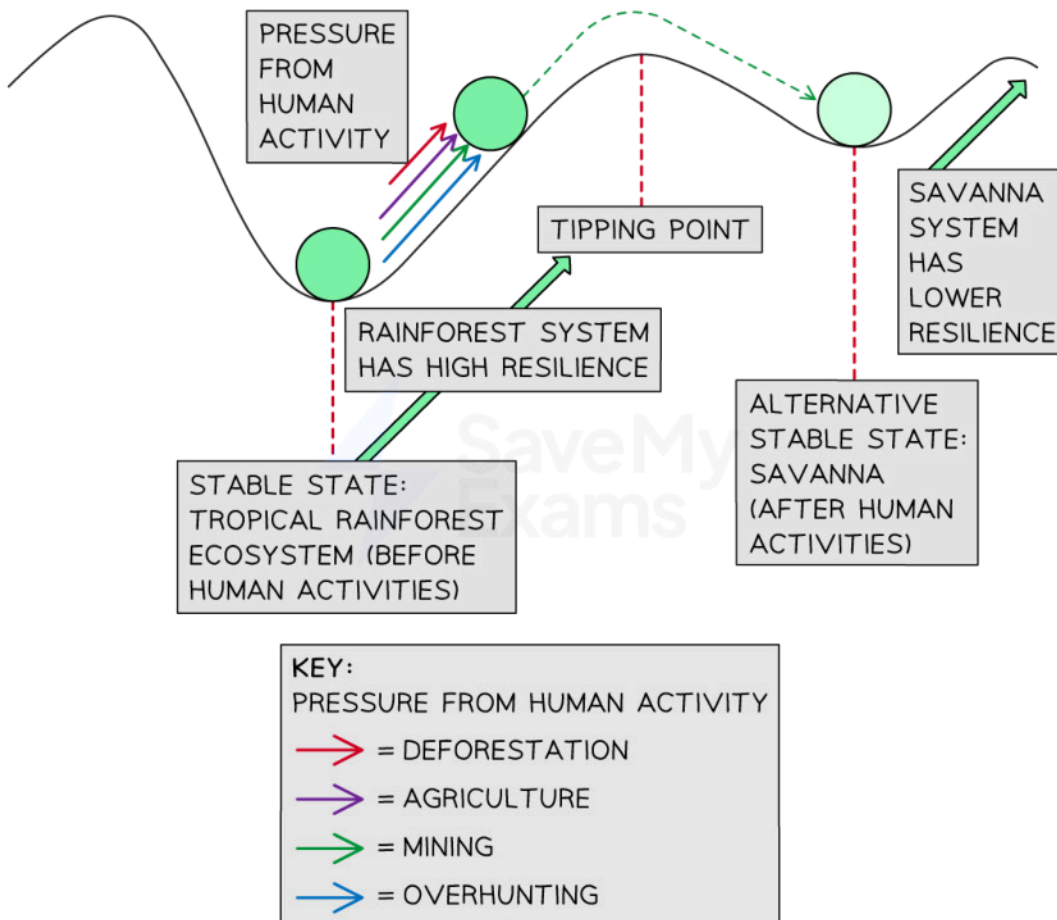 PRESSURE
FROM
HUMAN
ACTIVITY
TIPPING POINT
SAVANNA
SYSTEM
HAS
LOWER
RESILIENCE
RAINFOREST SYSTEM
HAS HIGH RESILIENCE
ALTERNATIVE
STABLE STATE:
SAVANNA
(AFTER HUMAN
ACTIVITIES)
STABLE STATE:
TROPICAL RAINFOREST
ECOSYSTEM (BEFORE
HUMAN ACTIVITIES)
SaveMy
Exams
KEY:
PRESSURE FROM HUMAN ACTIVITY
= DEFORESTATION
= AGRICULTURE
= MINING
= OVERHUNTING